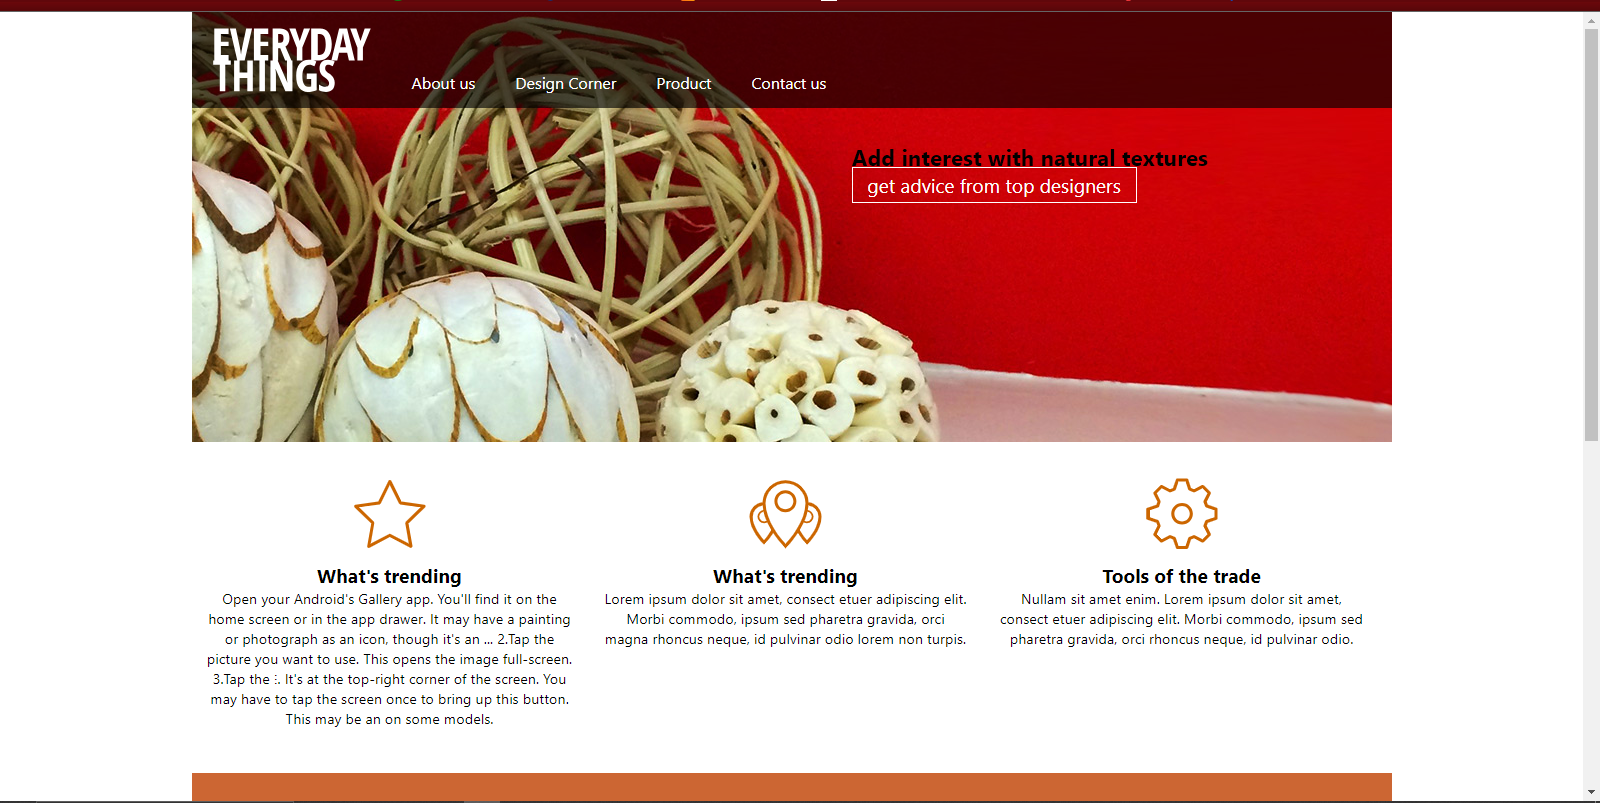 EVERYDAY
THINGS
About us
Design Corner
Product
Contact us
Add interest with natural textures
get advice from top designers
What's trending
Open your Android's Gallery app. You'll find it on the
home screen or in the app drawer. It may have a painting
or photograph as an icon, though it's an ... 2.Tap the
picture you want to use. This opens the image full-screen.
3.Tap the ⁝. It's at the top-right corner of the screen. You
may have to tap the screen once to bring up this button.
This may be an on some models.
What's trending
Lorem ipsum dolor sit amet, consect etuer adipiscing elit.
Morbi commodo, ipsum sed pharetra gravida, orci
magna rhoncus neque, id pulvinar odio lorem non turpis.
Tools of the trade
Nullam sit amet enim. Lorem ipsum dolor sit amet,
consect etuer adipiscing elit. Morbi commodo, ipsum sed
pharetra gravida, orci rhoncus neque, id pulvinar odio.